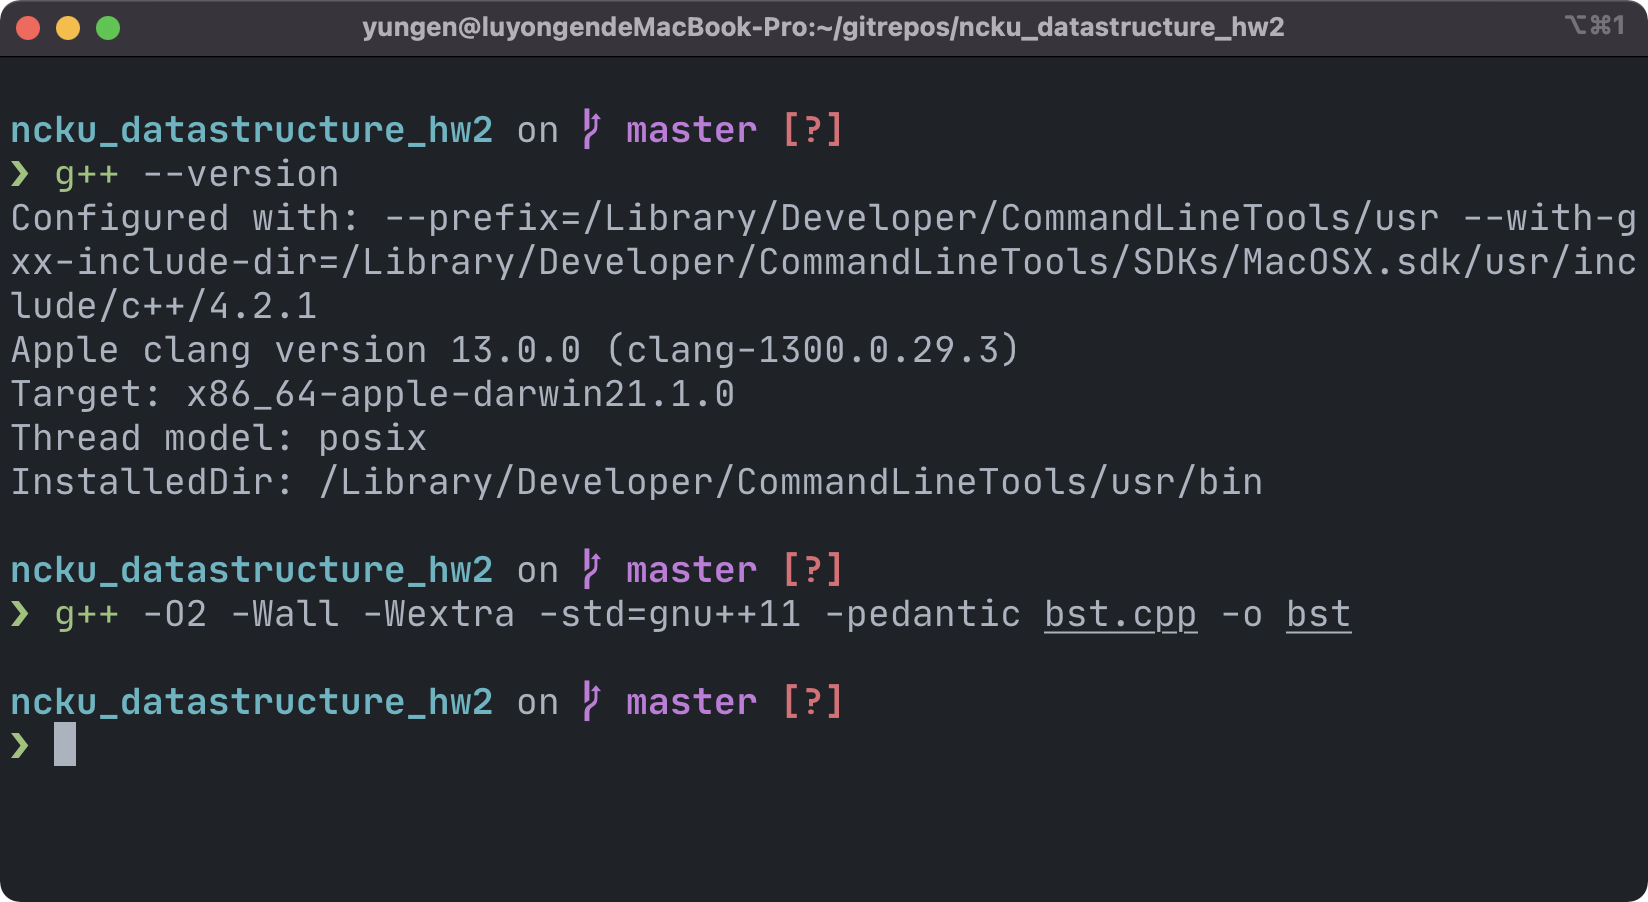 yungen@luyongendeMacBook-Pro:~/gitrepos/ncku_datastructure_hw2 ⌥⌘1
ncku_datastructure_hw2 on master [?]
❯ g++ --version
Configured with: --prefix=/Library/Developer/CommandLineTools/usr --with-g
xx-include-dir=/Library/Developer/CommandLineTools/SDKs/MacOSX.sdk/usr/inc
lude/c++/4.2.1
Apple clang version 13.0.0 (clang-1300.0.29.3)
Target: x86_64-apple-darwin21.1.0
Thread model: posix
InstalledDir: /Library/Developer/CommandLineTools/usr/bin
ncku_datastructure_hw2 on master [?]
❯ g++ -O2 -Wall -Wextra -std=gnu++11 -pedantic bst.cpp -o bst
ncku_datastructure_hw2 on master [?]
❯